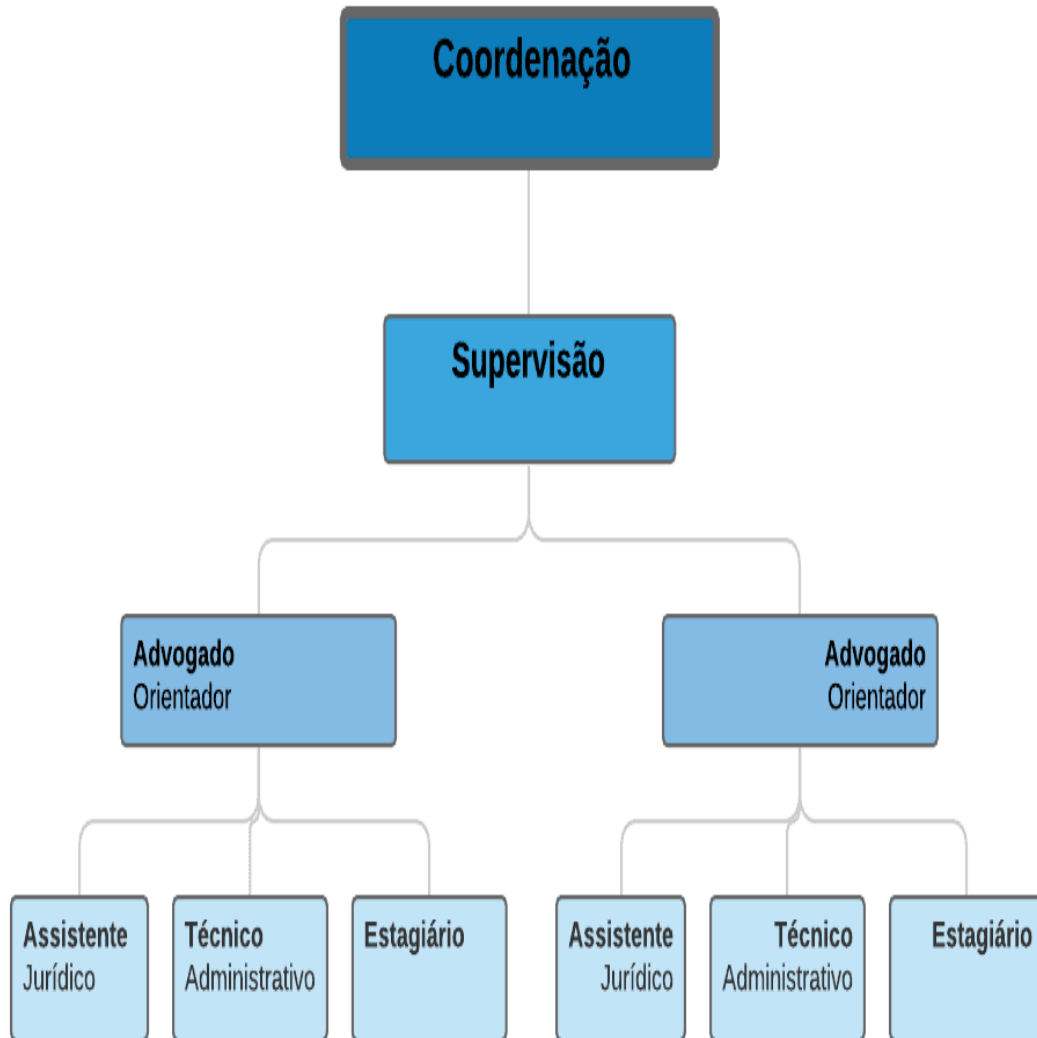 Coordenação
Supervisão
Advogado
Orientador
Advogado
Orientador
Assistente
Jurídico
Técnico
Administrativo
Estagiário
Assistente
Jurídico
Técnico
Administrativo
Estagiário